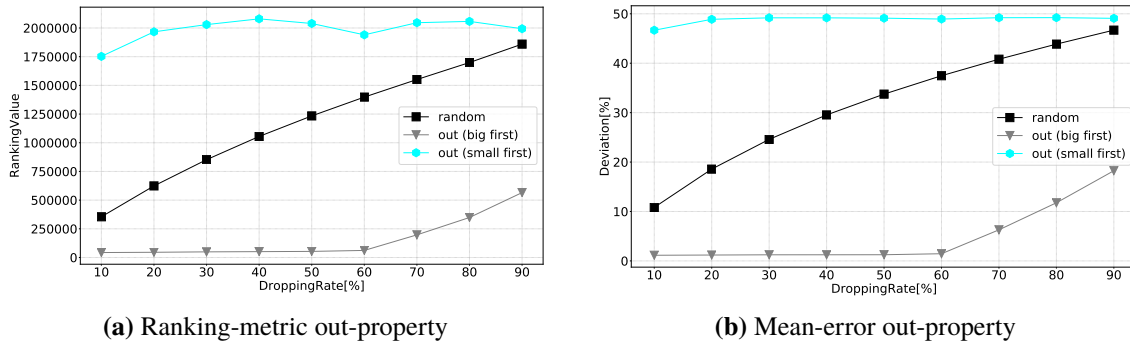 2000000
1750000
1500000
1250000
1000000
750000
500000
250000
0
RankingValue
random
out (big first)
out (small first)
10 20 30 40 50 60 70 80 90
DroppingRate[%]
(a) Ranking-metric out-property
50
40
30
20
10
0
Deviation[%]
random
out (big first)
out (small first)
10 20 30 40 50 60 70 80 90
DroppingRate[%]
(b) Mean-error out-property